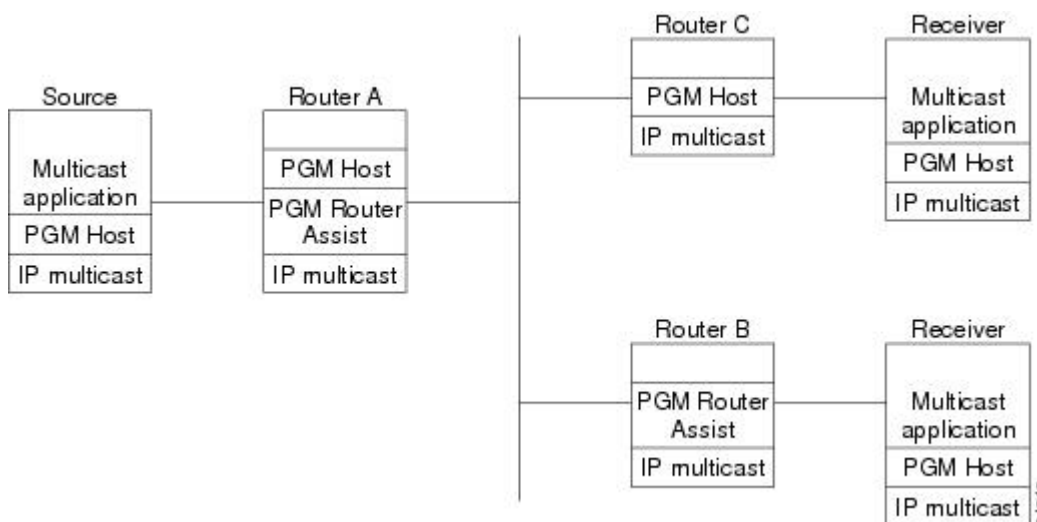 Source
Multicast
application
PGM Host
IP multicast
Router A
PGM Host
PGM Router
Assist
IP multicast
Router C
PGM Host
IP multicast
Receiver
Multicast
application
PGM Host
IP multicast
Router B
PGM Router
Assist
IP multicast
Receiver
Multicast
application
PGM Host
IP multicast